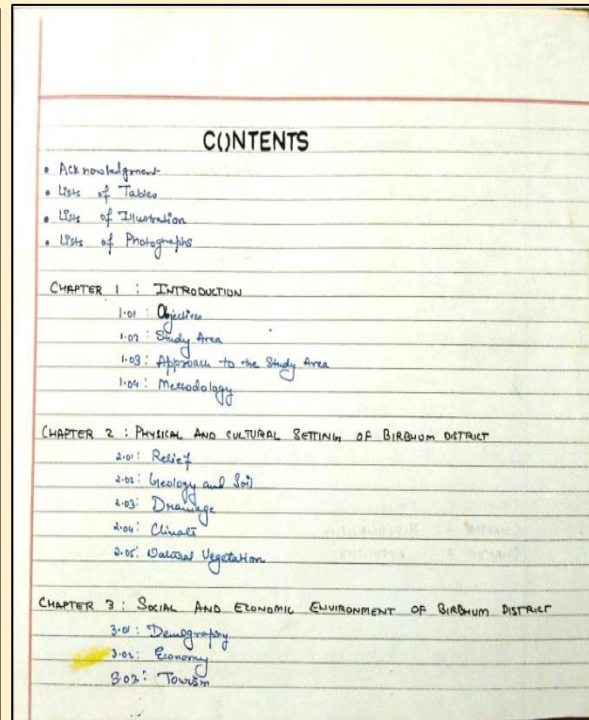 CONTENTS
• Acknowledgment
• Lists of Tables
• Lists of Illustration
• Lists of Photographs
CHAPTER 1 : INTRODUCTION
1.01 : Objectives
1.02 : Study Area
1.03 : Approach to the Study Area
1.04 : Metodology
CHAPTER 2 : PHYSICAL AND CULTURAL SETTING OF BIRBHUM DISTRICT
2.01 : Relief
2.02 : Geology and Soil
2.03 : Drainage
2.04 : Climate
2.05 : Natural Vegetation
CHAPTER 3 : SOCIAL AND ECONOMIC ENVIRONMENT OF BIRBHUM DISTRICT
3.01 : Demography
3.02 : Economy
3.03 : Tourism